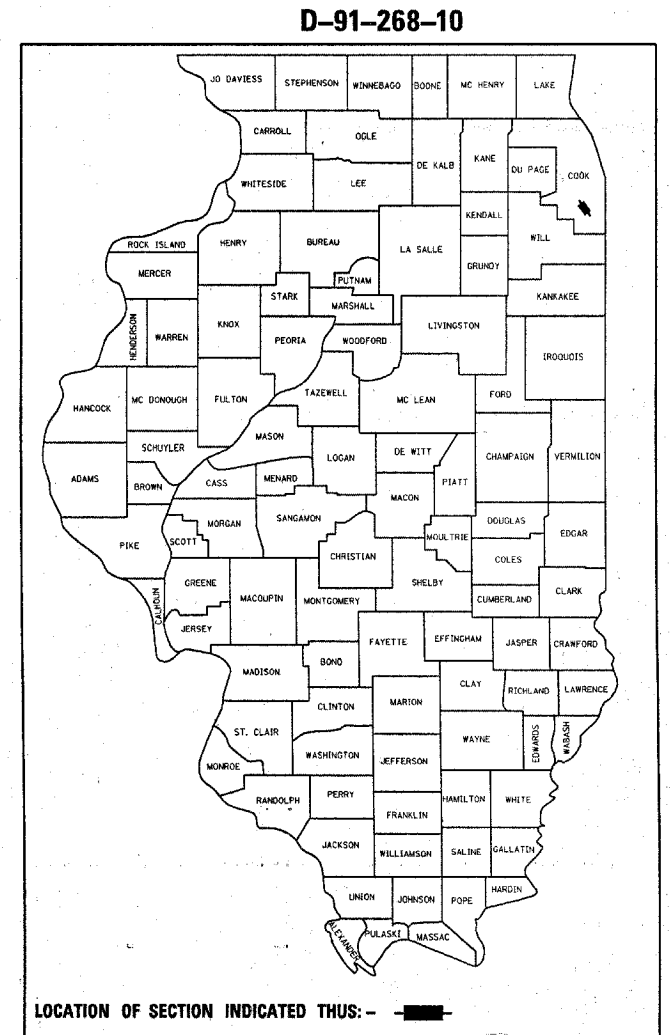 D-91-268-10
JO DAVIESS STEPHENSON WINNEBAGO BOONE MC HENRY LAKE
CARROLL OGLE
DE KALB KANE DU PAGE COOK
WHITESIDE LEE
KENDALL
WILL
ROCK ISLAND HENRY BUREAU LA SALLE
GRUNDY
MERCER PUTNAM
STARK MARSHALL KANKAKEE
HENDERSON WARREN KNOX PEORIA WOODFORD LIVINGSTON
IROQUOIS
HANCOCK MC DONOUGH FULTON TAZEWELL MC LEAN FORD
MASON
SCHUYLER LOGAN DE WITT CHAMPAIGN VERMILION
ADAMS BROWN CASS MENARD PIATT
MACON
MORGAN SANGAMON DOUGLAS
PIKE SCOTT CHRISTIAN MOULTRIE EDGAR
COLES
GREENE SHELBY
CALHOUN MACOUPIN MONTGOMERY CUMBERLAND CLARK
JERSEY
FAYETTE EFFINGHAM JASPER CRAWFORD
MADISON BOND
CLAY RICHLAND LAWRENCE
CLINTON MARION
ST. CLAIR WAYNE EDWARDS WABASH
WASHINGTON JEFFERSON
MONROE
RANDOLPH PERRY HAMILTON WHITE
FRANKLIN
JACKSON WILLIAMSON SALINE GALLATIN
UNION JOHNSON POPE HARDIN
ALEXANDER PULASKI MASSAC
LOCATION OF SECTION INDICATED THUS: -